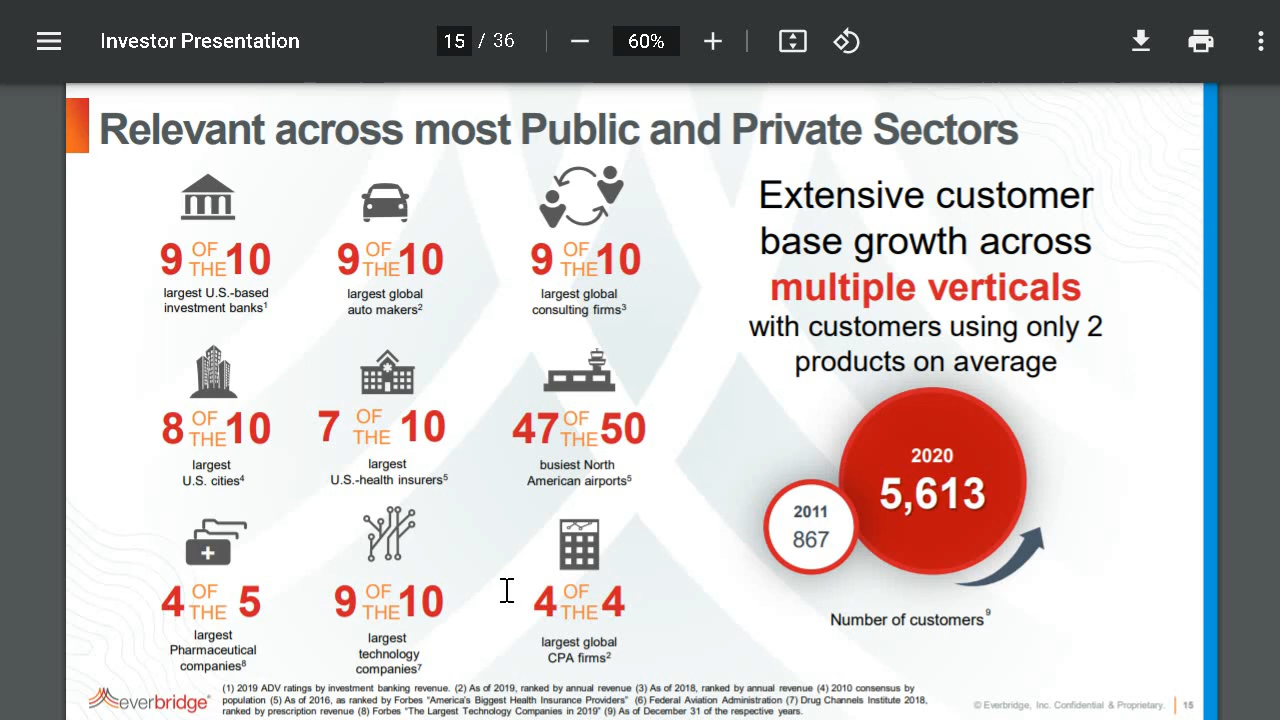 Investor Presentation
15 / 36
60%
Relevant across most Public and Private Sectors
9 OF THE 10
largest U.S.-based
investment banks1
9 OF THE 10
largest global
auto makers2
9 OF THE 10
largest global
consulting firms3
8 OF THE 10
largest
U.S. cities4
7 OF THE 10
largest
U.S.-health insurers5
47 OF THE 50
busiest North
American airports5
4 OF THE 5
largest
Pharmaceutical
companies8
9 OF THE 10
largest
technology
companies7
4 OF THE 4
largest global
CPA firms2
Extensive customer
base growth across
multiple verticals
with customers using only 2
products on average
2020
5,613
2011
867
Number of customers9
everbridge
(1) 2019 ADV ratings by investment banking revenue. (2) As of 2019, ranked by annual revenue (3) As of 2018, ranked by annual revenue (4) 2010 consensus by
population (5) As of 2016, as ranked by Forbes "America's Biggest Health Insurance Providers" (6) Federal Aviation Administration (7) Drug Channels Institute 2018,
ranked by prescription revenue (8) Forbes "The Largest Technology Companies in 2019" (9) As of December 31 of the respective years.
© Everbridge, Inc. Confidential & Proprietary. 15